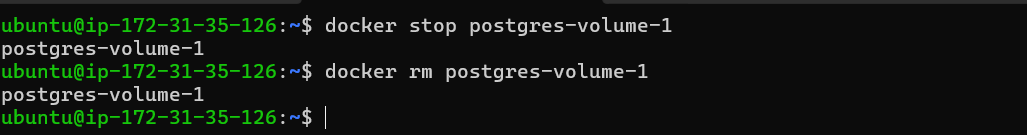 ubuntu@ip-172-31-35-126:~$ docker stop postgres-volume-1
postgres-volume-1
ubuntu@ip-172-31-35-126:~$ docker rm postgres-volume-1
postgres-volume-1
ubuntu@ip-172-31-35-126:~$